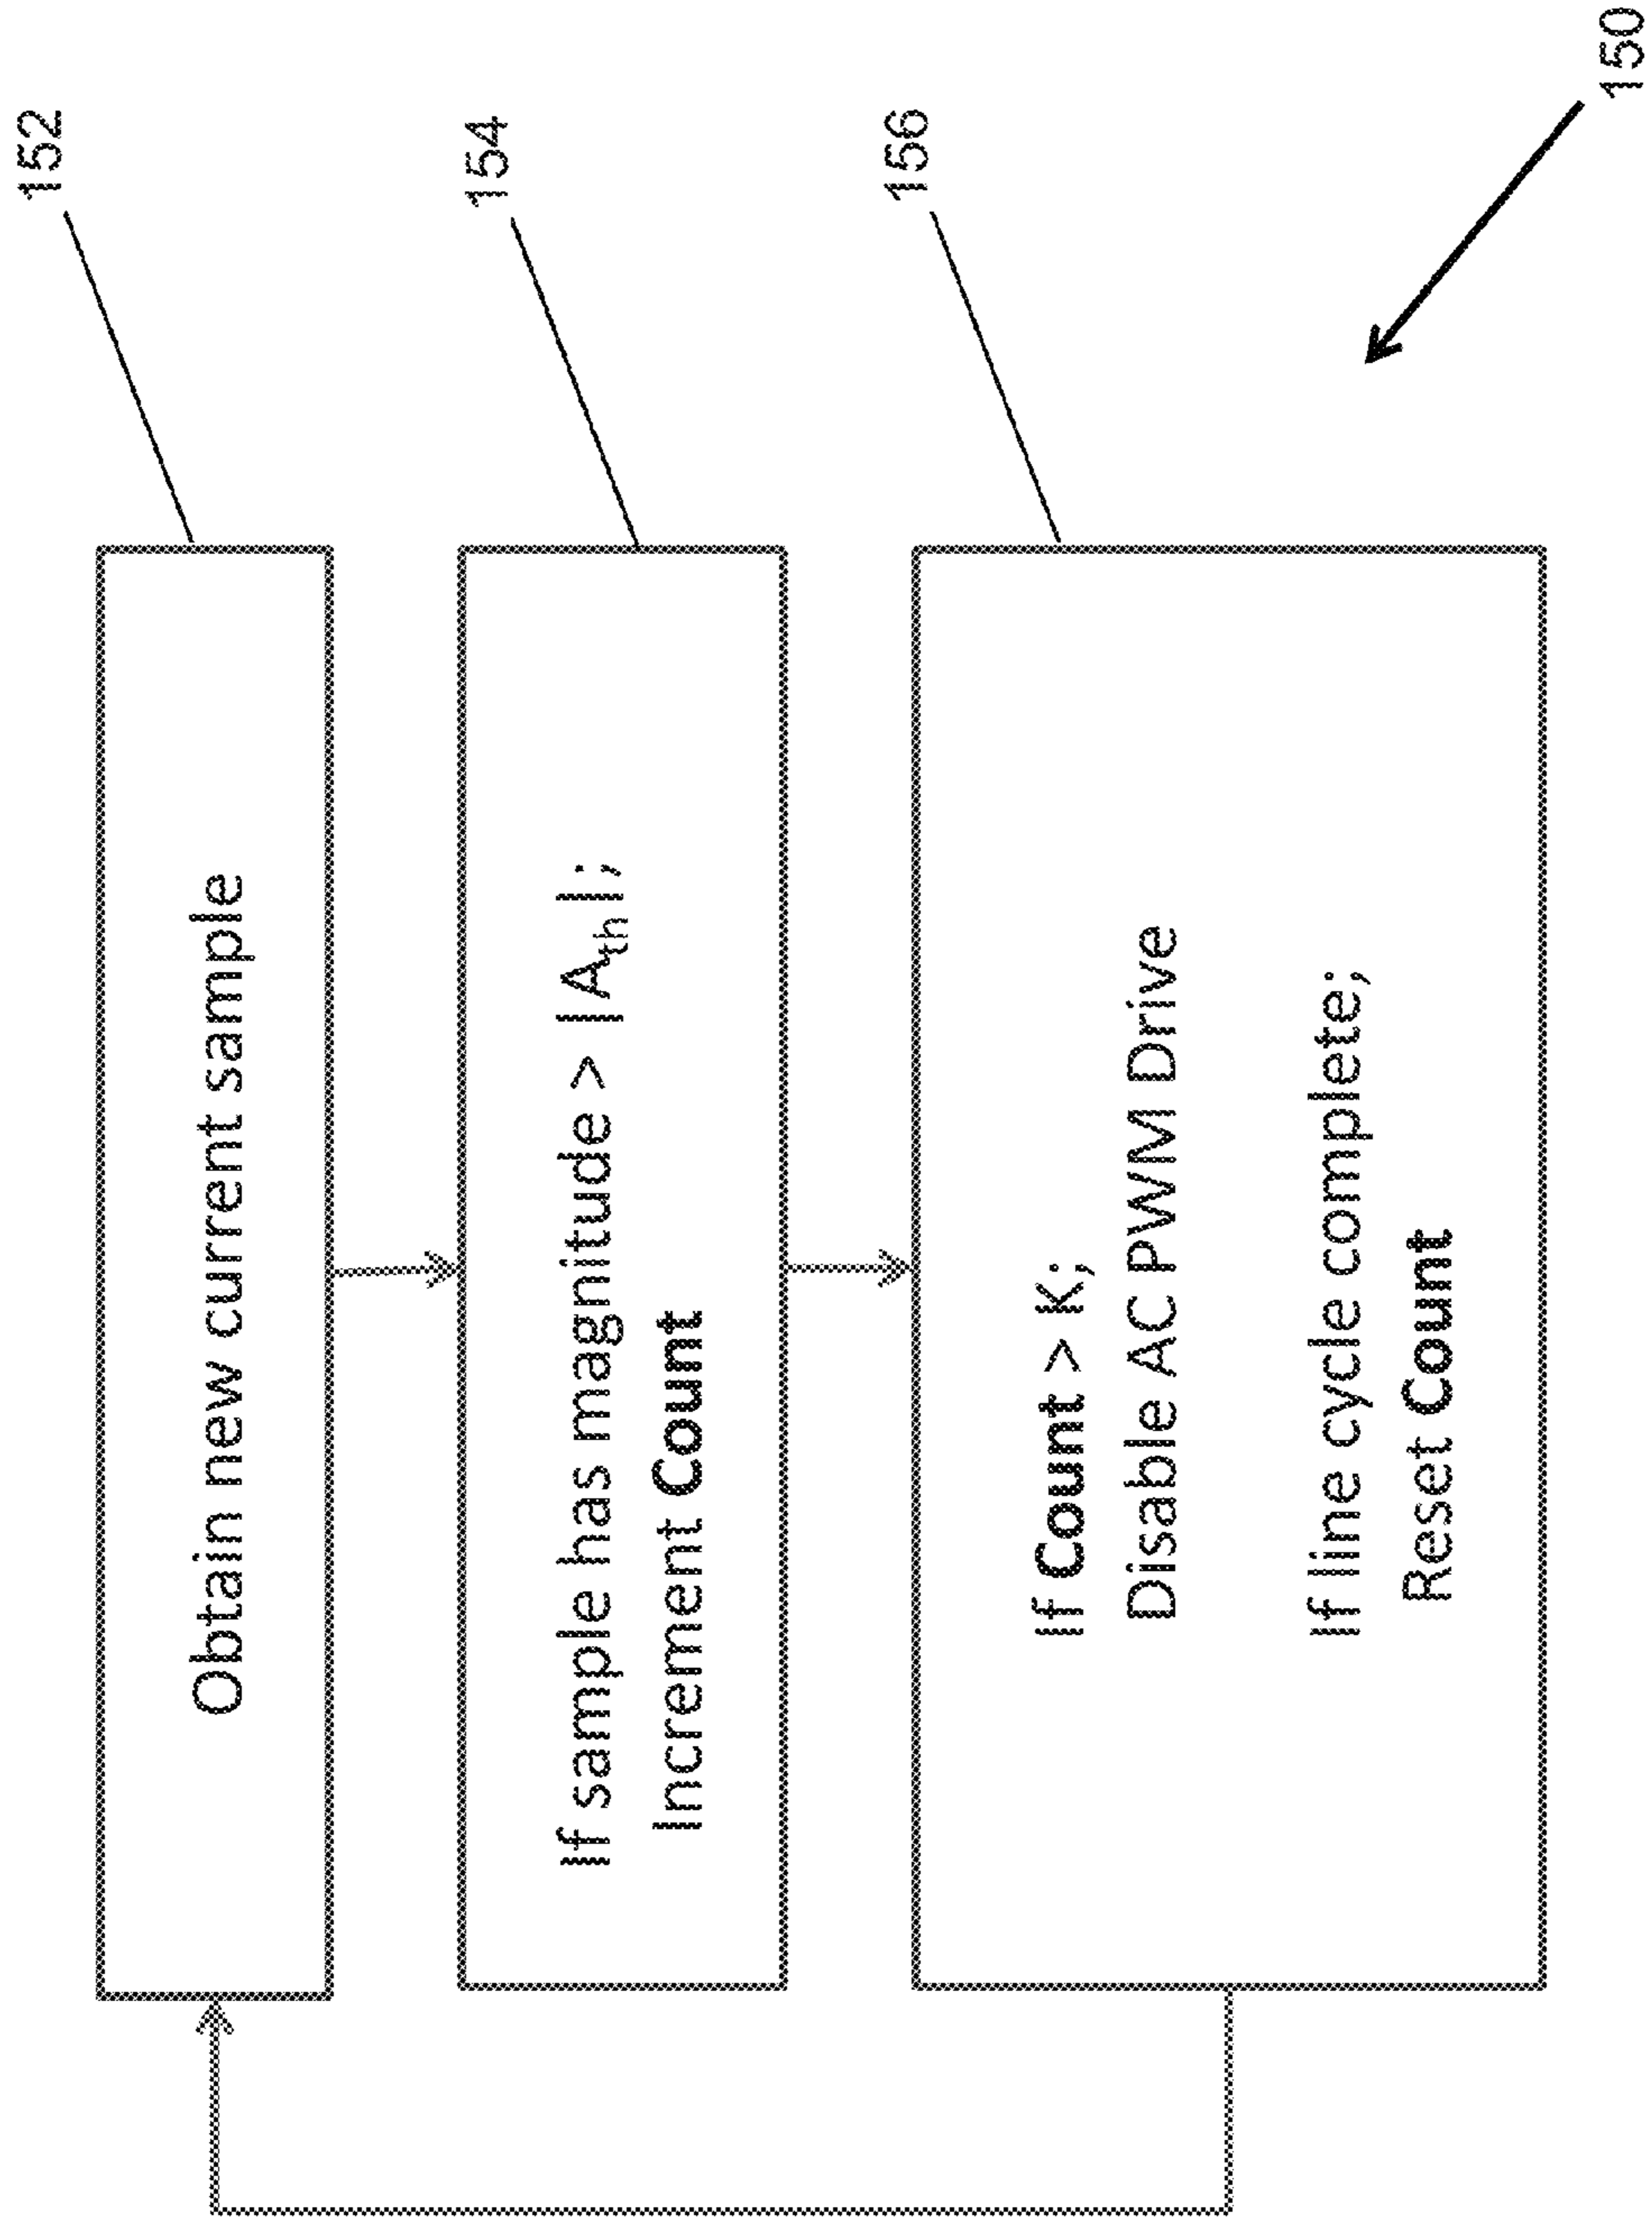 152
Obtain new current sample
154
If sample has magnitude > |A_th|;
Increment Count
156
If Count > K;
Disable AC PWM Drive
If line cycle complete;
Reset Count
150